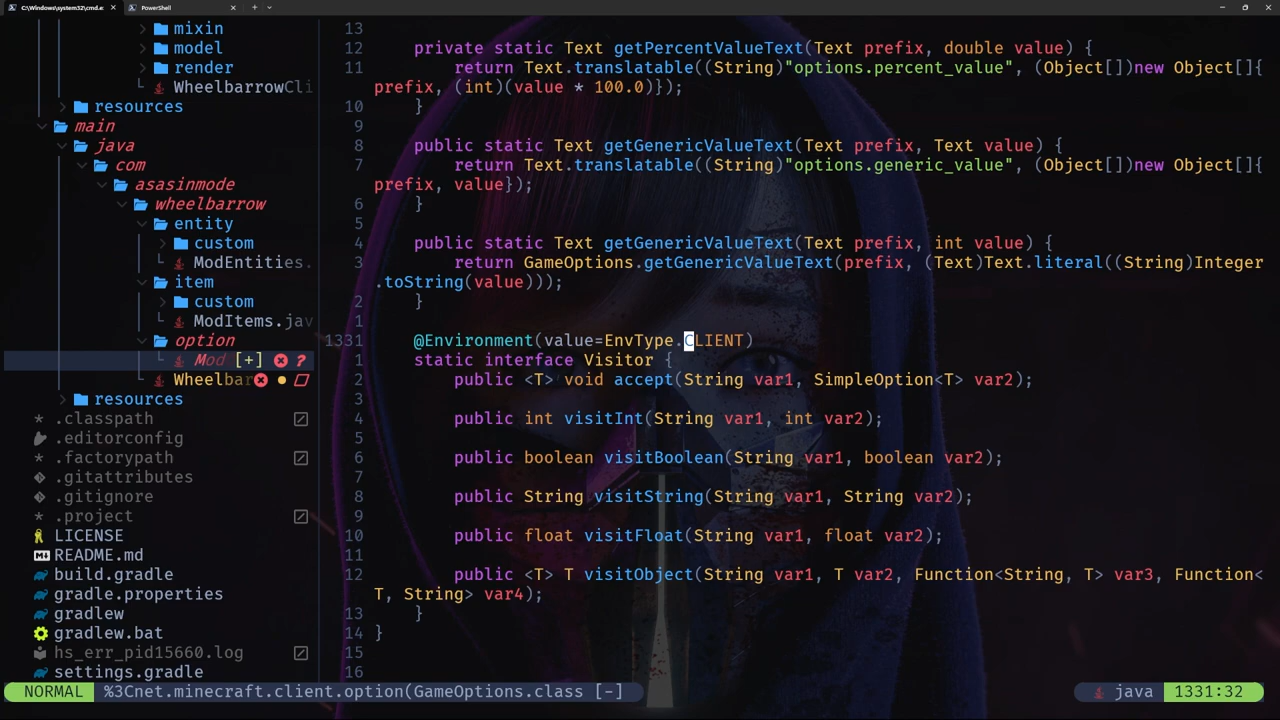 C:\Windows\system32\cmd.e:
PowerShell
mixin
model
render
WheelbarrowCli
resources
main
java
com
asasinmode
wheelbarrow
entity
custom
ModEntities.
item
custom
ModItems.jav
option
Mod [+] ?
Wheelbar
resources
.classpath
.editorconfig
.factorypath
.gitattributes
.gitignore
.project
LICENSE
README.md
build.gradle
gradle.properties
gradlew
gradlew.bat
hs_err_pid15660.log
settings.gradle
13
12 private static Text getPercentValueText(Text prefix, double value) {
11 return Text.translatable((String)"options.percent_value", (Object[])new Object[]{
prefix, (int)(value * 100.0)});
10 }
9
8 public static Text getGenericValueText(Text prefix, Text value) {
7 return Text.translatable((String)"options.generic_value", (Object[])new Object[]{
prefix, value});
6 }
5
4 public static Text getGenericValueText(Text prefix, int value) {
3 return GameOptions.getGenericValueText(prefix, (Text)Text.literal((String)Integer
.toString(value)));
2 }
1
1331 @Environment(value=EnvType.CLIENT)
1 static interface Visitor {
2 public <T> void accept(String var1, SimpleOption<T> var2);
3
4 public int visitInt(String var1, int var2);
5
6 public boolean visitBoolean(String var1, boolean var2);
7
8 public String visitString(String var1, String var2);
9
10 public float visitFloat(String var1, float var2);
11
12 public <T> T visitObject(String var1, T var2, Function<String, T> var3, Function<
T, String> var4);
13 }
14 }
15
16
NORMAL %3Cnet.minecraft.client.option(GameOptions.class [-] java 1331:32